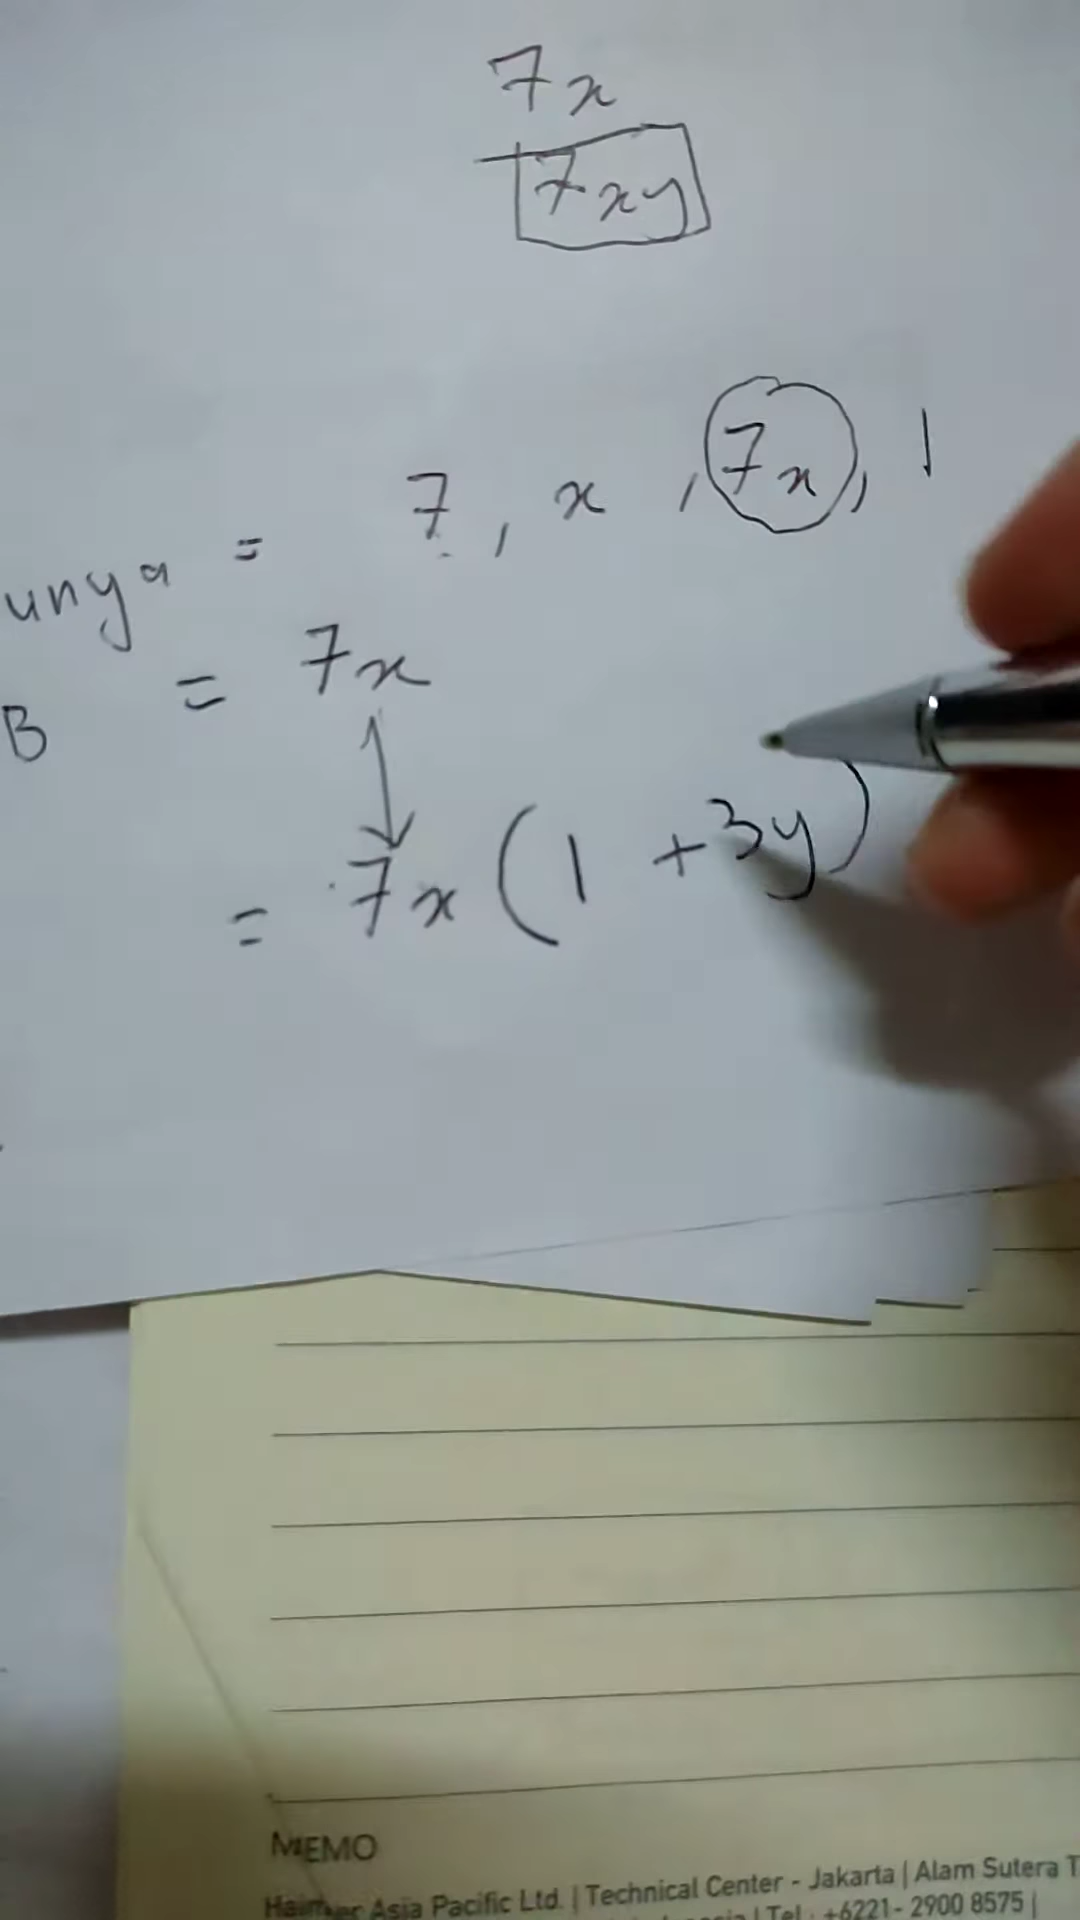 7x
7xy
unya = 7, x, 7x, 1
B = 7x
= 7x (1 + 3y)
MEMO
Haimer Asia Pacific Ltd. | Technical Center - Jakarta | Alam Sutera T
| Tel : +6221- 2900 8575 |